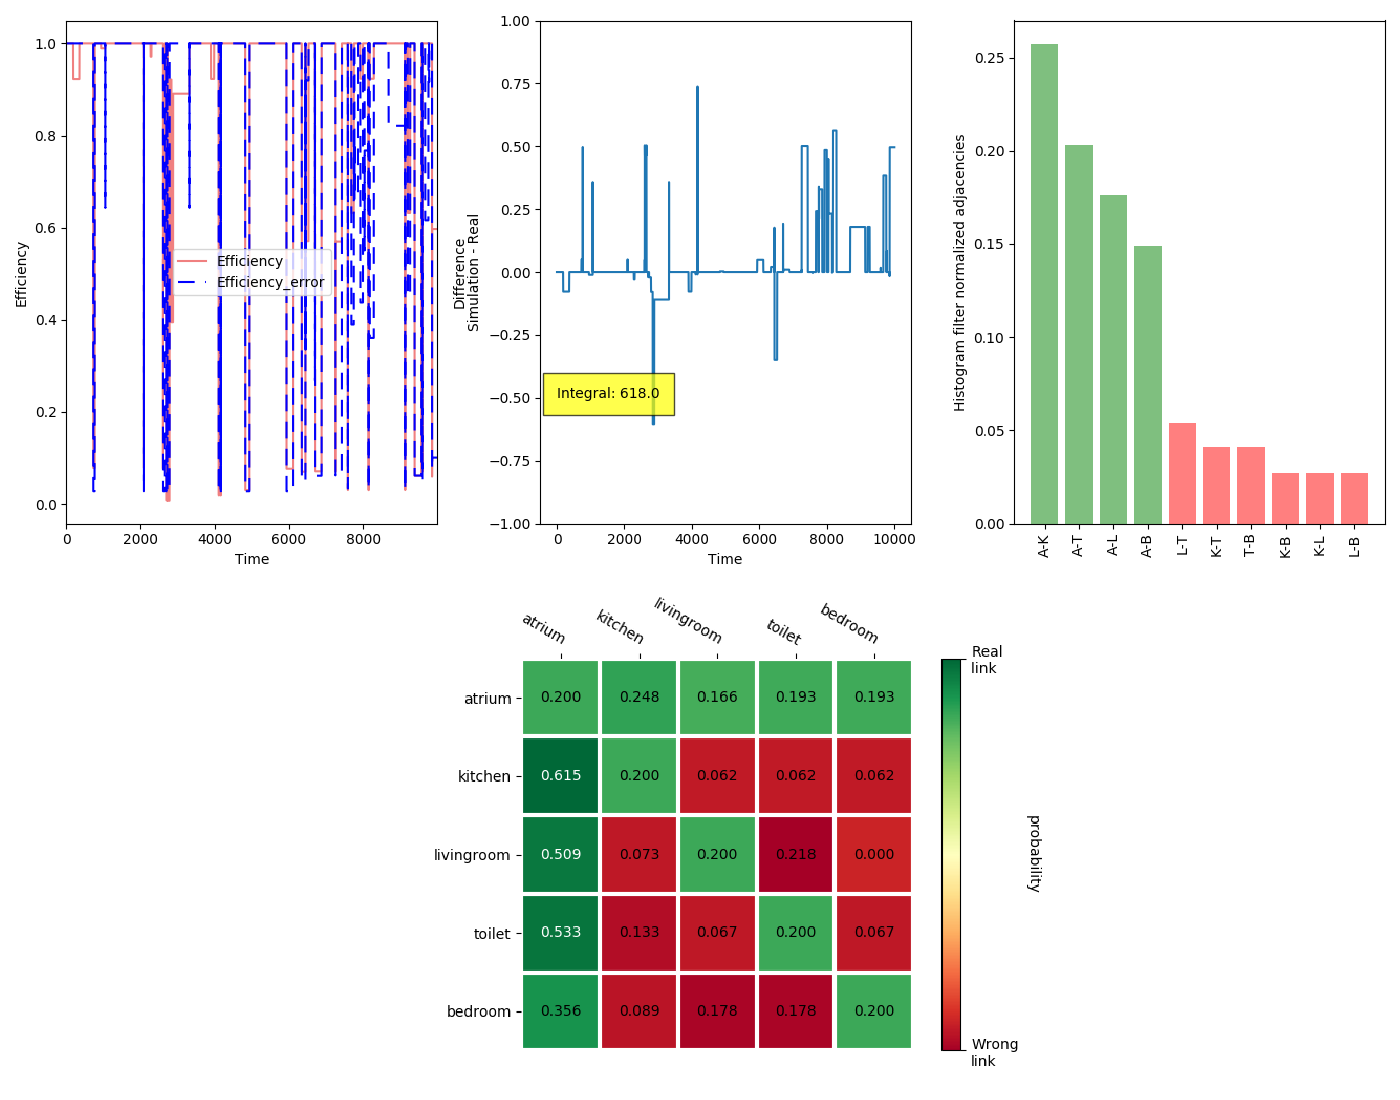 1.0
0.8
0.6
0.4
0.2
0.0
Efficiency
Efficiency
Efficiency_error
0
2000
4000
6000
8000
Time
1.00
0.75
0.50
0.25
0.00
−0.25
−0.50
−0.75
−1.00
Difference
Simulation - Real
Integral: 618.0
0
2000
4000
6000
8000
10000
Time
0.25
0.20
0.15
0.10
0.05
0.00
Histogram filter normalized adjacencies
A-K
A-T
A-L
A-B
L-T
K-T
T-B
K-B
K-L
L-B
atrium
kitchen
livingroom
toilet
bedroom
atrium 0.200 0.248 0.166 0.193 0.193
kitchen 0.615 0.200 0.062 0.062 0.062
livingroom 0.509 0.073 0.200 0.218 0.000
toilet 0.533 0.133 0.067 0.200 0.067
bedroom 0.356 0.089 0.178 0.178 0.200
Real
link
probability
Wrong
link